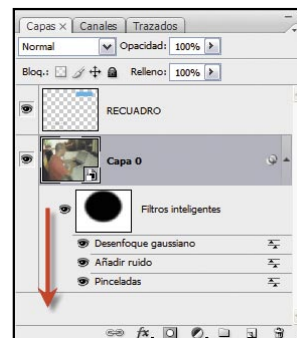 Capas × Canales Trazados
Normal Opacidad: 100%
Bloq.: Relleno: 100%
RECUADRO
Capa 0
Filtros inteligentes
Desenfoque gaussiano
Añadir ruido
Pinceladas
fx.